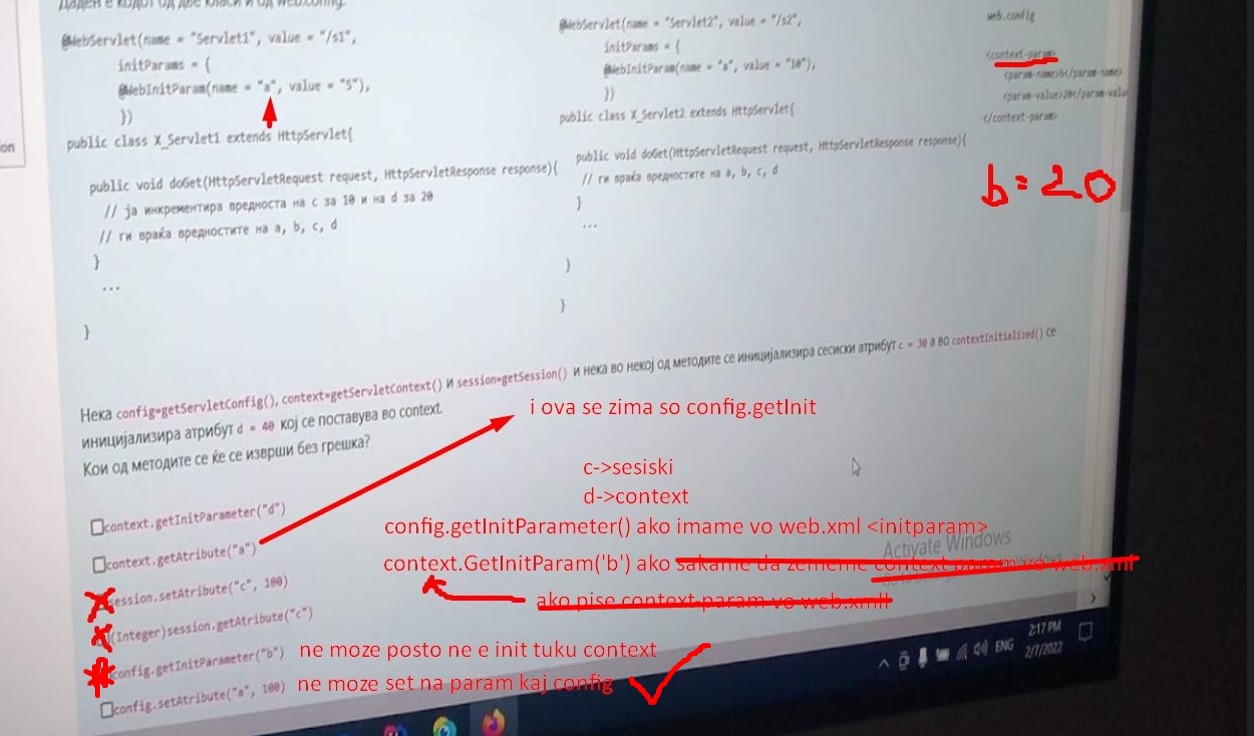 Даден е кодот од две класи и од web.config.
@WebServlet(name = "Servlet1", value = "/s1",
initParams = {
@WebInitParam(name = "a", value = "5"),
})
public class X_Servlet1 extends HttpServlet{
public void doGet(HttpServletRequest request, HttpServletResponse response){
// ја инкрементира вредноста на c за 10 и на d за 20
// ги враќа вредностите на a, b, c, d
}
...
}
@WebServlet(name = "Servlet2", value = "/s2",
initParams = {
@WebInitParam(name = "a", value = "10"),
})
public class X_Servlet2 extends HttpServlet{
public void doGet(HttpServletRequest request, HttpServletResponse response){
// ги враќа вредностите на a, b, c, d
}
...
}
}
web.config
<context-param>
<param-name>b</param-name>
<param-value>20</param-valu
</context-param>
b = 20
on
Нека config=getServletConfig(), context=getServletContext() и session=getSession() и нека во некој од методите се иницијализира сесиски атрибут c = 30 а во contextInitialized() се
иницијализира атрибут d = 40 кој се поставува во context.
Кои од методите се ќе се изврши без грешка?
i ova se zima so config.getInit
c->sesiski
d->context
context.getInitParameter("d")
config.getInitParameter() ako imame vo web.xml <initparam>
context.getAtribute("a")
context.GetInitParam('b') ako sakame da zememe context param vo web.xml
ako pise context-param vo web.xmll
session.setAtribute("c", 100)
(Integer)session.getAtribute("c")
config.getInitParameter("b") ne moze posto ne e init tuku context
config.setAtribute("a", 100) ne moze set na param kaj config
Activate Windows
ENG
2:17 PM
2/7/2022